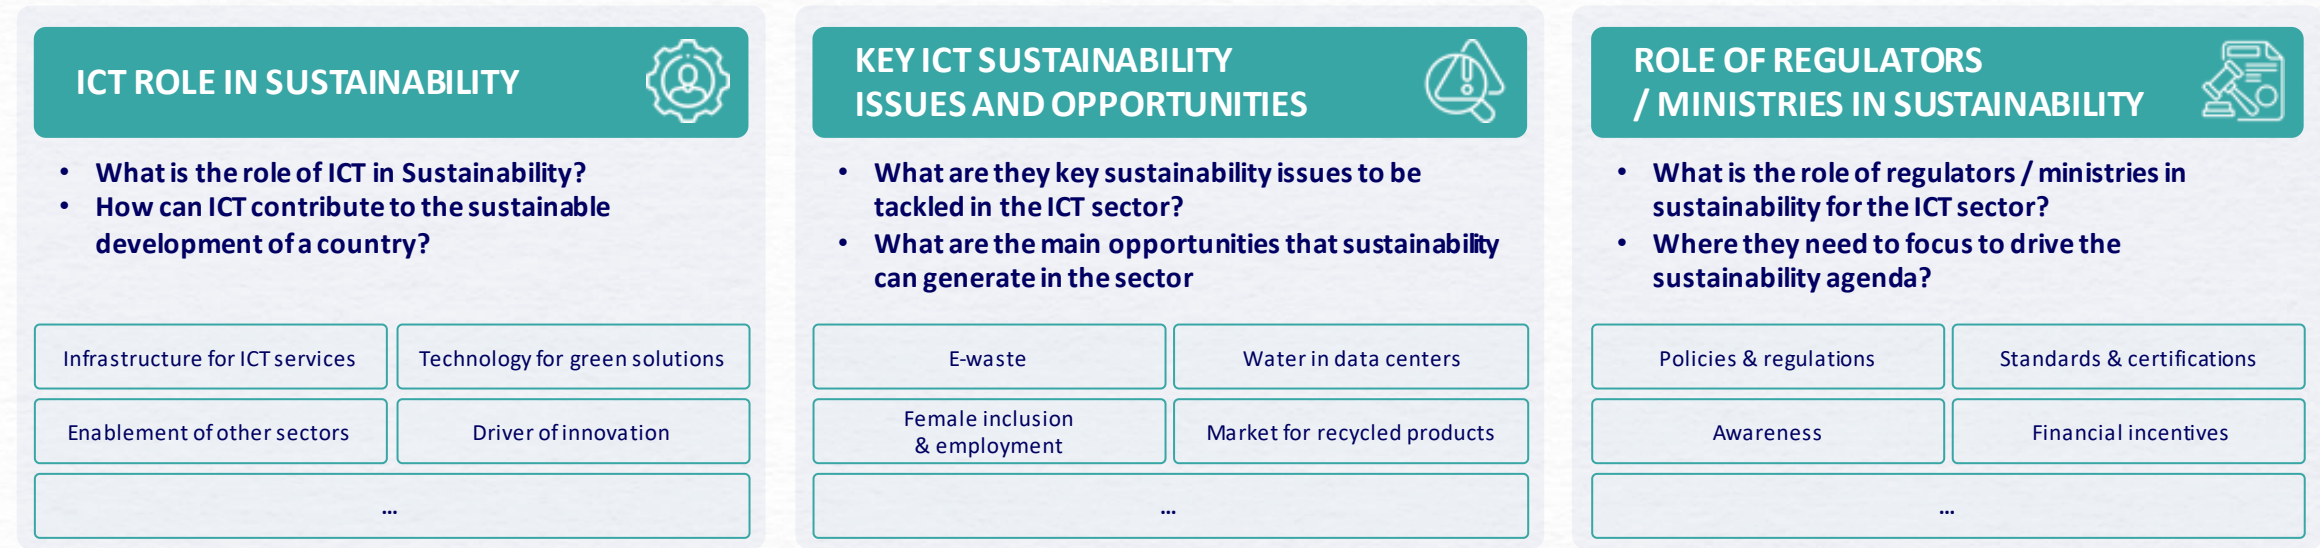 ICT ROLE IN SUSTAINABILITY
• What is the role of ICT in Sustainability?
• How can ICT contribute to the sustainable
development of a country?
Infrastructure for ICT services
Technology for green solutions
Enablement of other sectors
Driver of innovation
...
KEY ICT SUSTAINABILITY
ISSUES AND OPPORTUNITIES
• What are they key sustainability issues to be
tackled in the ICT sector?
• What are the main opportunities that sustainability
can generate in the sector
E-waste
Water in data centers
Female inclusion
& employment
Market for recycled products
...
ROLE OF REGULATORS
/ MINISTRIES IN SUSTAINABILITY
• What is the role of regulators / ministries in
sustainability for the ICT sector?
• Where they need to focus to drive the
sustainability agenda?
Policies & regulations
Standards & certifications
Awareness
Financial incentives
...